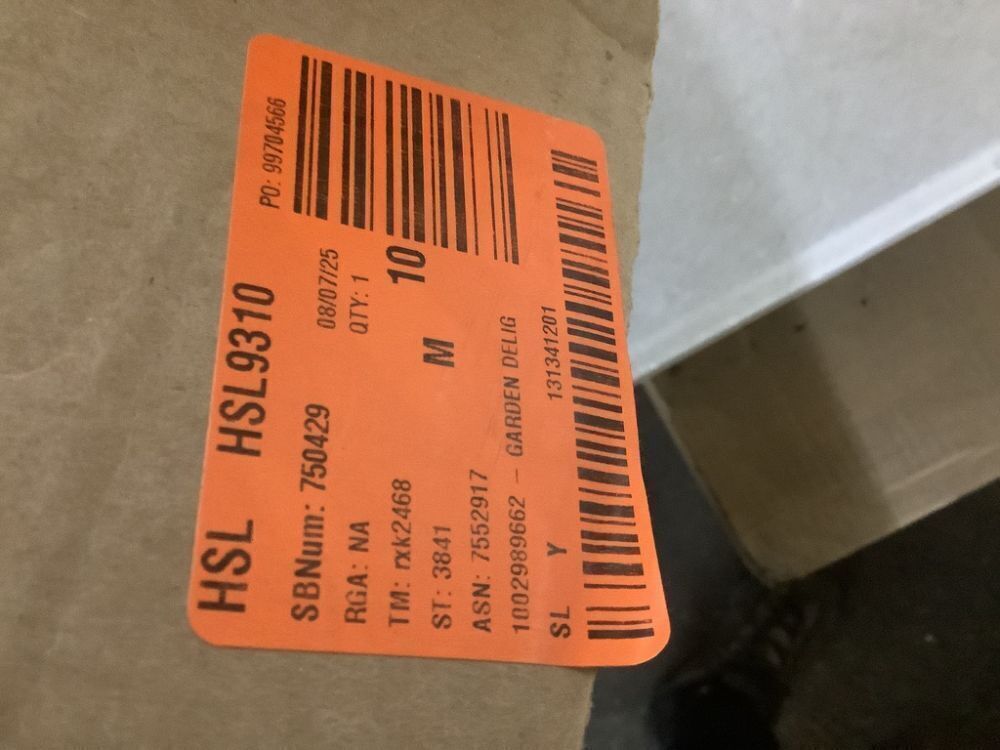 HSL HSL9310
PO: 99704566
SBNum: 750429
08/07/25
RGA: NA
QTY: 1
TM: rxk2468
10
ST: 3841
M
ASN: 7552917
1002989662 - GARDEN DELIG
SL Y
131341201